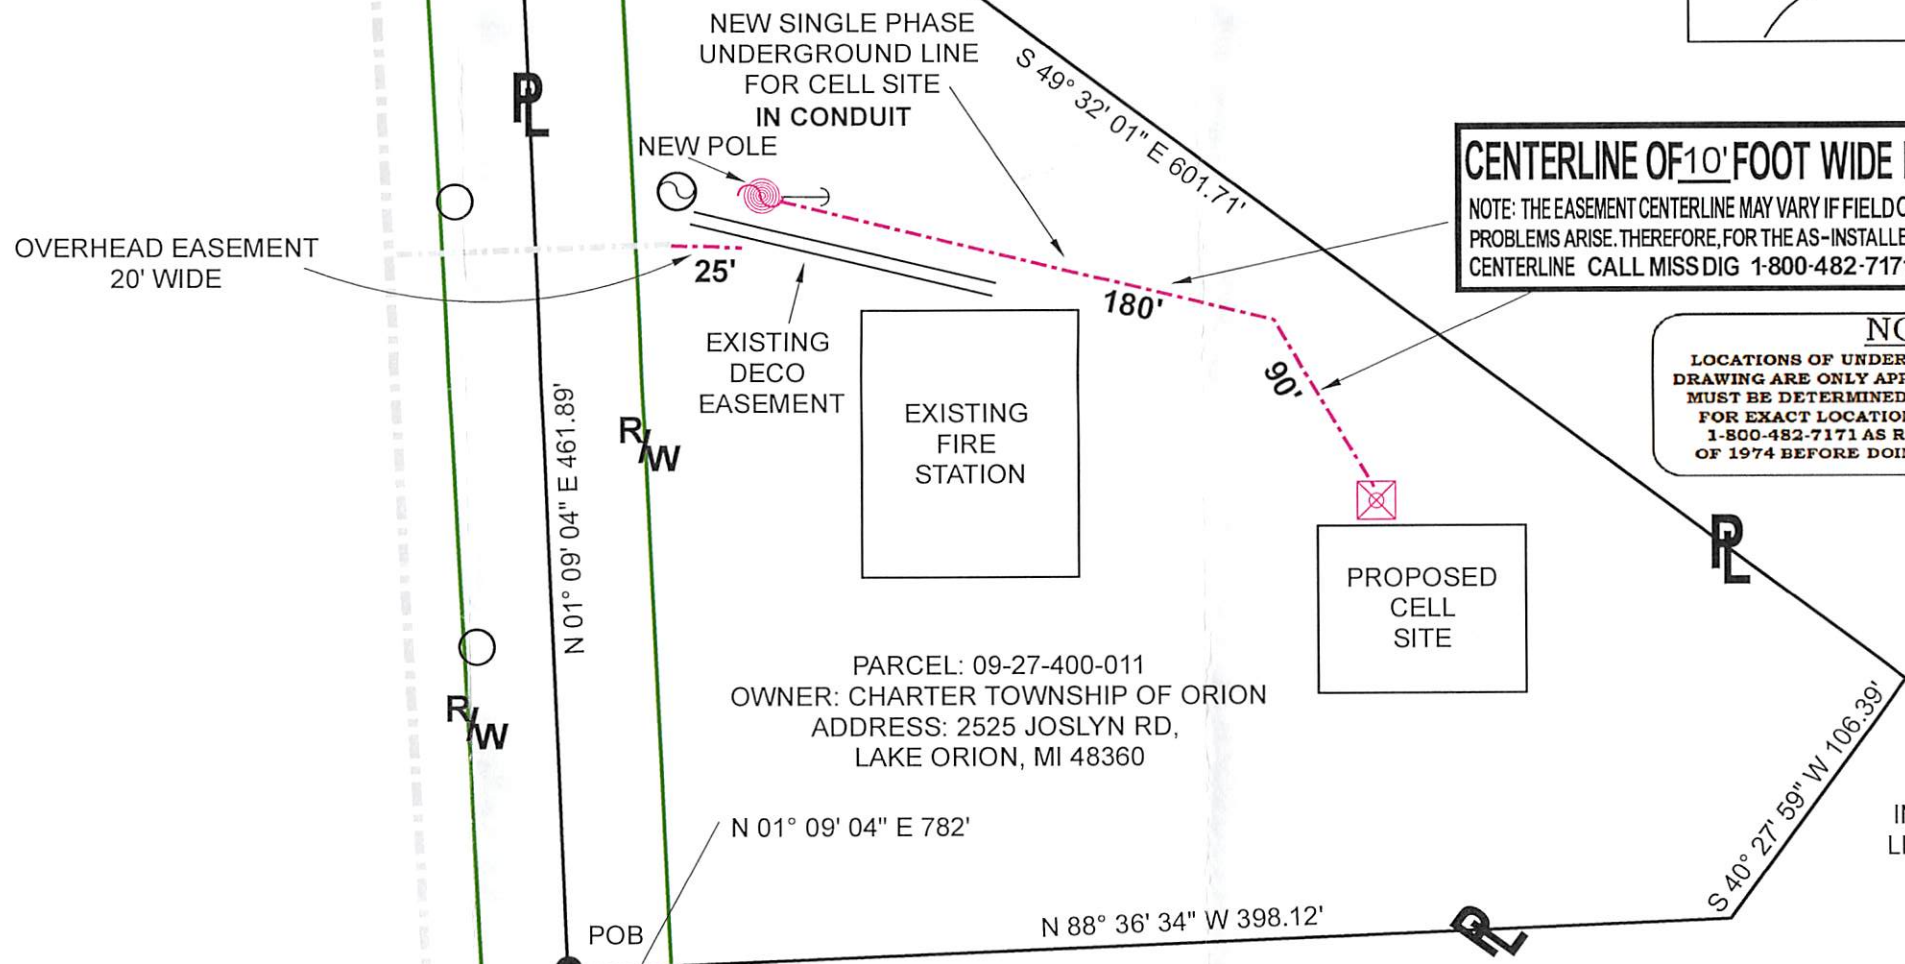 NEW SINGLE PHASE
UNDERGROUND LINE
FOR CELL SITE
IN CONDUIT
S 49° 32' 01" E 601.71'
PL
NEW POLE
CENTERLINE OF 10' FOOT WIDE
NOTE: THE EASEMENT CENTERLINE MAY VARY IF FIELD
PROBLEMS ARISE. THEREFORE, FOR THE AS-INSTALLE
CENTERLINE CALL MISS DIG 1-800-482-7171
OVERHEAD EASEMENT
20' WIDE
25'
180'
EXISTING
DECO
EASEMENT
90'
NO
LOCATIONS OF UNDER
DRAWING ARE ONLY APP
MUST BE DETERMINED
FOR EXACT LOCATIO
1-800-482-7171 AS R
OF 1974 BEFORE DOI
N 01° 09' 04" E 461.89'
R/W
EXISTING
FIRE
STATION
PL
PROPOSED
CELL
SITE
R/W
PARCEL: 09-27-400-011
OWNER: CHARTER TOWNSHIP OF ORION
ADDRESS: 2525 JOSLYN RD,
LAKE ORION, MI 48360
S 40° 27' 59" W 106.39'
N 01° 09' 04" E 782'
POB
N 88° 36' 34" W 398.12'
PL